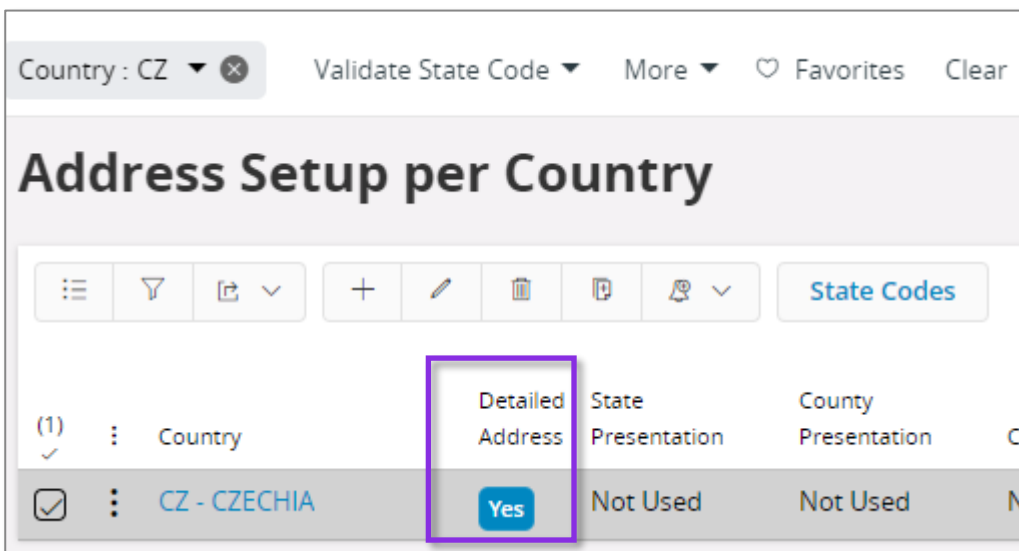 Country : CZ Validate State Code More Favorites Clear
Address Setup per Country
State Codes
(1) Country Detailed Address State Presentation County Presentation
CZ - CZECHIA Yes Not Used Not Used